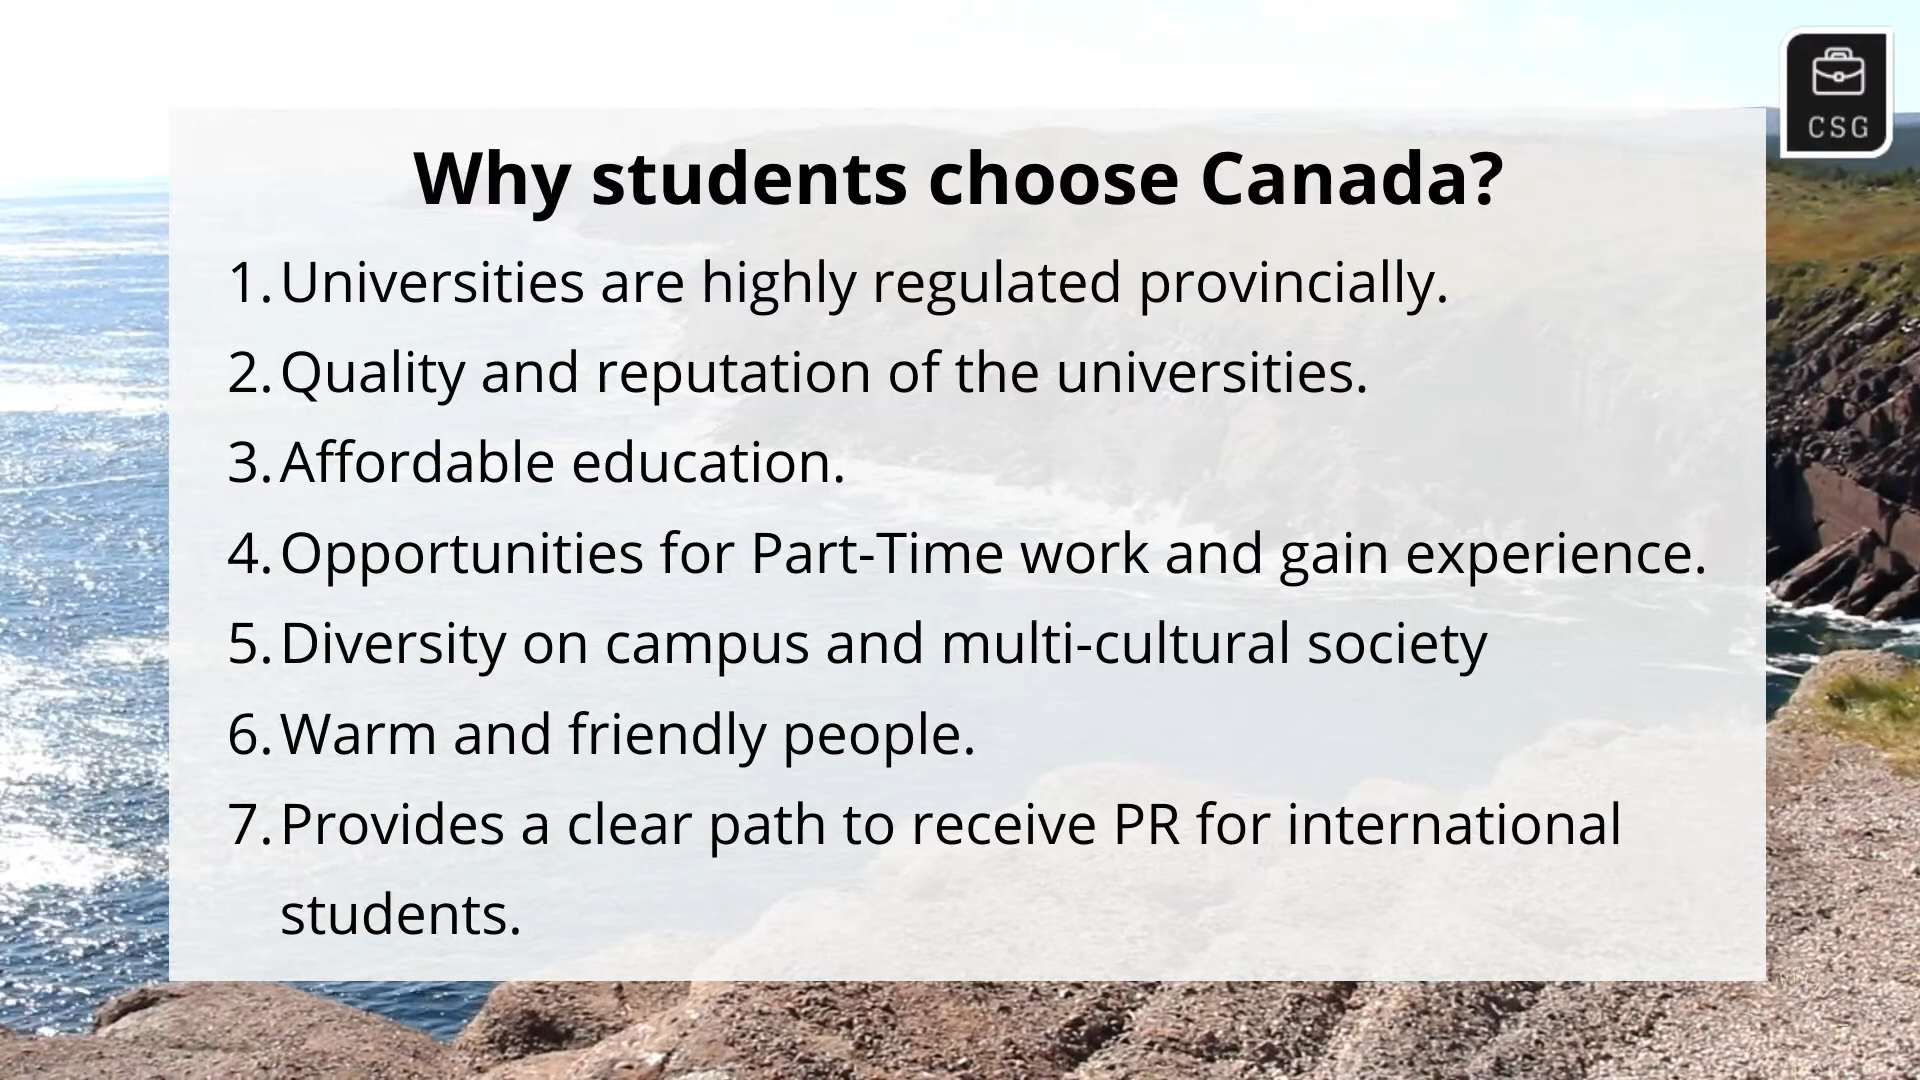 CSG
Why students choose Canada?
1. Universities are highly regulated provincially.
2. Quality and reputation of the universities.
3. Affordable education.
4. Opportunities for Part-Time work and gain experience.
5. Diversity on campus and multi-cultural society
6. Warm and friendly people.
7. Provides a clear path to receive PR for international
students.